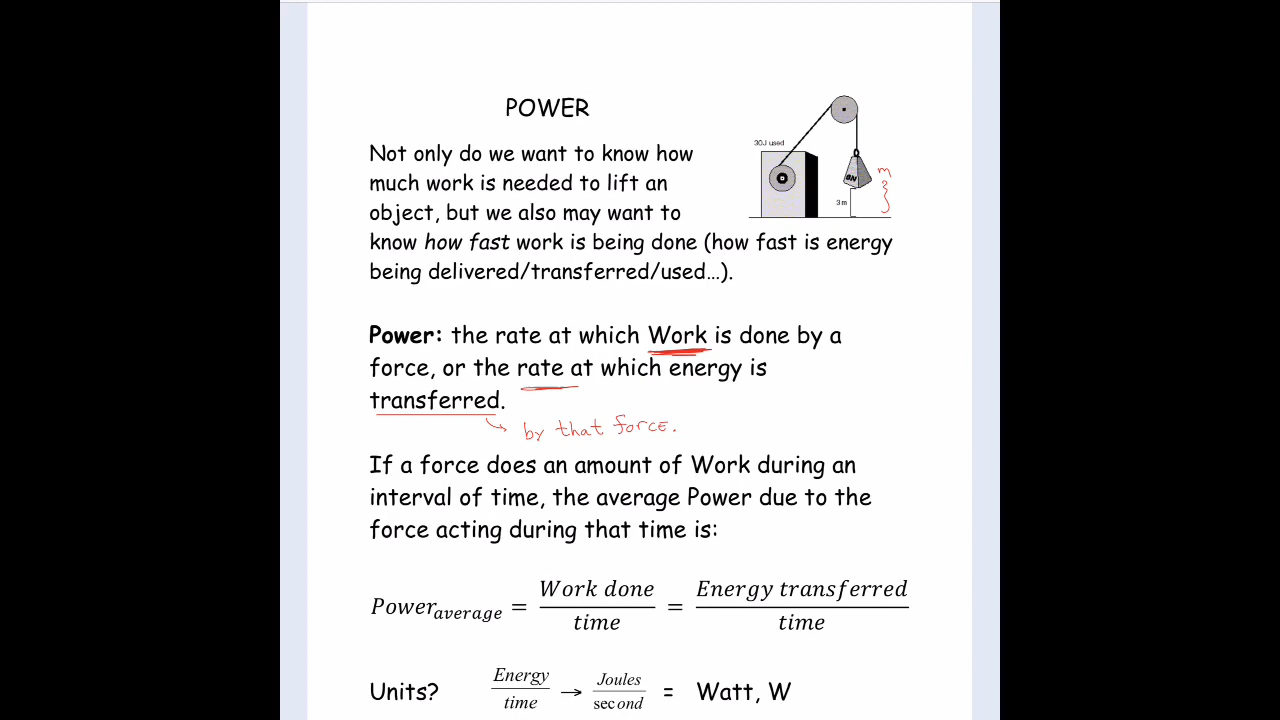 POWER
30J used
Not only do we want to know how
much work is needed to lift an
8N
m
object, but we also may want to
3 m
know how fast work is being done (how fast is energy
being delivered/transferred/used…).
Power: the rate at which Work is done by a
force, or the rate at which energy is
transferred.
by that force.
If a force does an amount of Work during an
interval of time, the average Power due to the
force acting during that time is:
Power_average = Work done / time = Energy transferred / time
Units? Energy / time → Joules / second = Watt, W